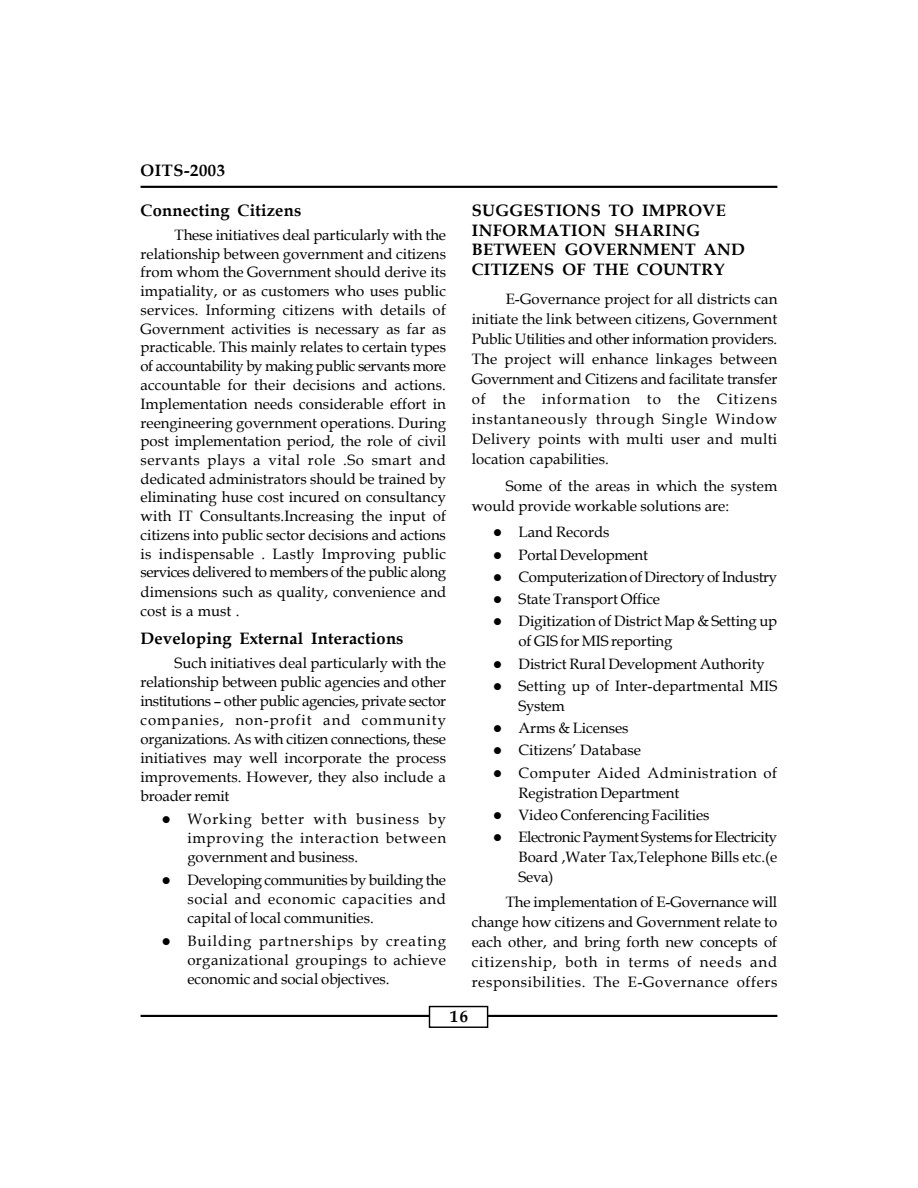 OITS-2003
Connecting Citizens
These initiatives deal particularly with the
relationship between government and citizens
from whom the Government should derive its
impatiality, or as customers who uses public
services. Informing citizens with details of
Government activities is necessary as far as
practicable. This mainly relates to certain types
of accountability by making public servants more
accountable for their decisions and actions.
Implementation needs considerable effort in
reengineering government operations. During
post implementation period, the role of civil
servants plays a vital role .So smart and
dedicated administrators should be trained by
eliminating huse cost incured on consultancy
with IT Consultants.Increasing the input of
citizens into public sector decisions and actions
is indispensable . Lastly Improving public
services delivered to members of the public along
dimensions such as quality, convenience and
cost is a must .
Developing External Interactions
Such initiatives deal particularly with the
relationship between public agencies and other
institutions – other public agencies, private sector
companies, non-profit and community
organizations. As with citizen connections, these
initiatives may well incorporate the process
improvements. However, they also include a
broader remit
● Working better with business by
improving the interaction between
government and business.
● Developing communities by building the
social and economic capacities and
capital of local communities.
● Building partnerships by creating
organizational groupings to achieve
economic and social objectives.
SUGGESTIONS TO IMPROVE
INFORMATION SHARING
BETWEEN GOVERNMENT AND
CITIZENS OF THE COUNTRY
E-Governance project for all districts can
initiate the link between citizens, Government
Public Utilities and other information providers.
The project will enhance linkages between
Government and Citizens and facilitate transfer
of the information to the Citizens
instantaneously through Single Window
Delivery points with multi user and multi
location capabilities.
Some of the areas in which the system
would provide workable solutions are:
● Land Records
● Portal Development
● Computerization of Directory of Industry
● State Transport Office
● Digitization of District Map & Setting up
of GIS for MIS reporting
● District Rural Development Authority
● Setting up of Inter-departmental MIS
System
● Arms & Licenses
● Citizens’ Database
● Computer Aided Administration of
Registration Department
● Video Conferencing Facilities
● Electronic Payment Systems for Electricity
Board ,Water Tax,Telephone Bills etc.(e
Seva)
The implementation of E-Governance will
change how citizens and Government relate to
each other, and bring forth new concepts of
citizenship, both in terms of needs and
responsibilities. The E-Governance offers
16